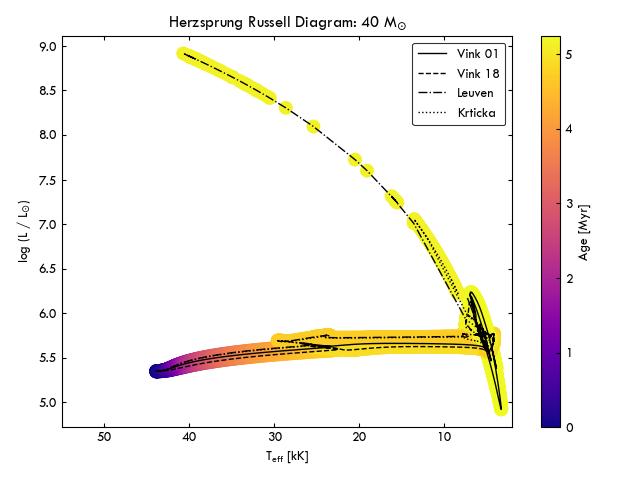 Herzsprung Russell Diagram: 40 M☉
9.0
8.5
8.0
7.5
7.0
6.5
6.0
5.5
5.0
log (L / L☉)
50
40
30
20
10
Teff [kK]
Vink 01
Vink 18
Leuven
Krticka
5
4
3
2
1
0
Age [Myr]